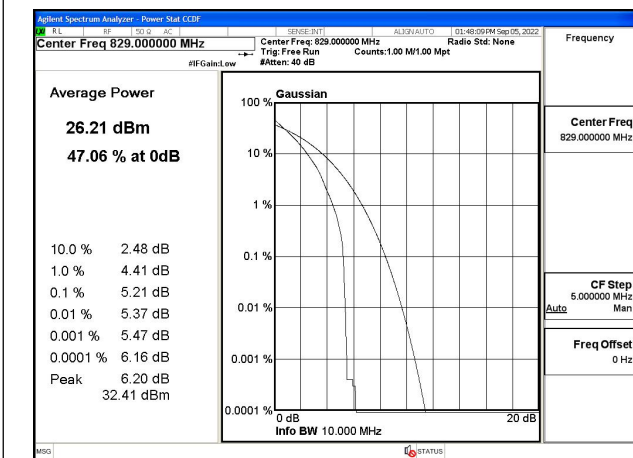 Agilent Spectrum Analyzer - Power Stat CCDF
RL RF 50 Ω AC SENSE:INT ALIGN AUTO 01:48:09 PM Sep 05, 2022
Center Freq 829.000000 MHz
Center Freq: 829.000000 MHz Radio Std: None
Trig: Free Run Counts:1.00 M/1.00 Mpt
#IFGain:Low #Atten: 40 dB
Frequency
Average Power
26.21 dBm
47.06 % at 0dB
10.0 % 2.48 dB
1.0 % 4.41 dB
0.1 % 5.21 dB
0.01 % 5.37 dB
0.001 % 5.47 dB
0.0001 % 6.16 dB
Peak 6.20 dB
32.41 dBm
Gaussian
100 %
10 %
1 %
0.1 %
0.01 %
0.001 %
0.0001 %
0 dB 20 dB
Info BW 10.000 MHz
Center Freq
829.000000 MHz
CF Step
5.000000 MHz
Auto Man
Freq Offset
0 Hz
MSG STATUS